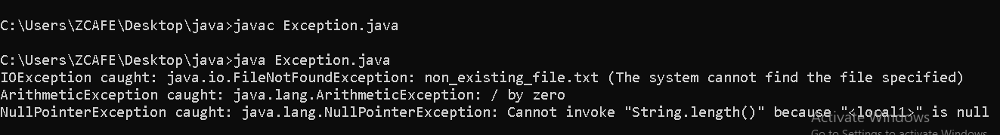 C:\Users\ZCAFE\Desktop\java>javac Exception.java
C:\Users\ZCAFE\Desktop\java>java Exception.java
IOException caught: java.io.FileNotFoundException: non_existing_file.txt (The system cannot find the file specified)
ArithmeticException caught: java.lang.ArithmeticException: / by zero
NullPointerException caught: java.lang.NullPointerException: Cannot invoke "String.length()" because "<local1>" is null
Activate Windows
Go to Settings to activate Windows.